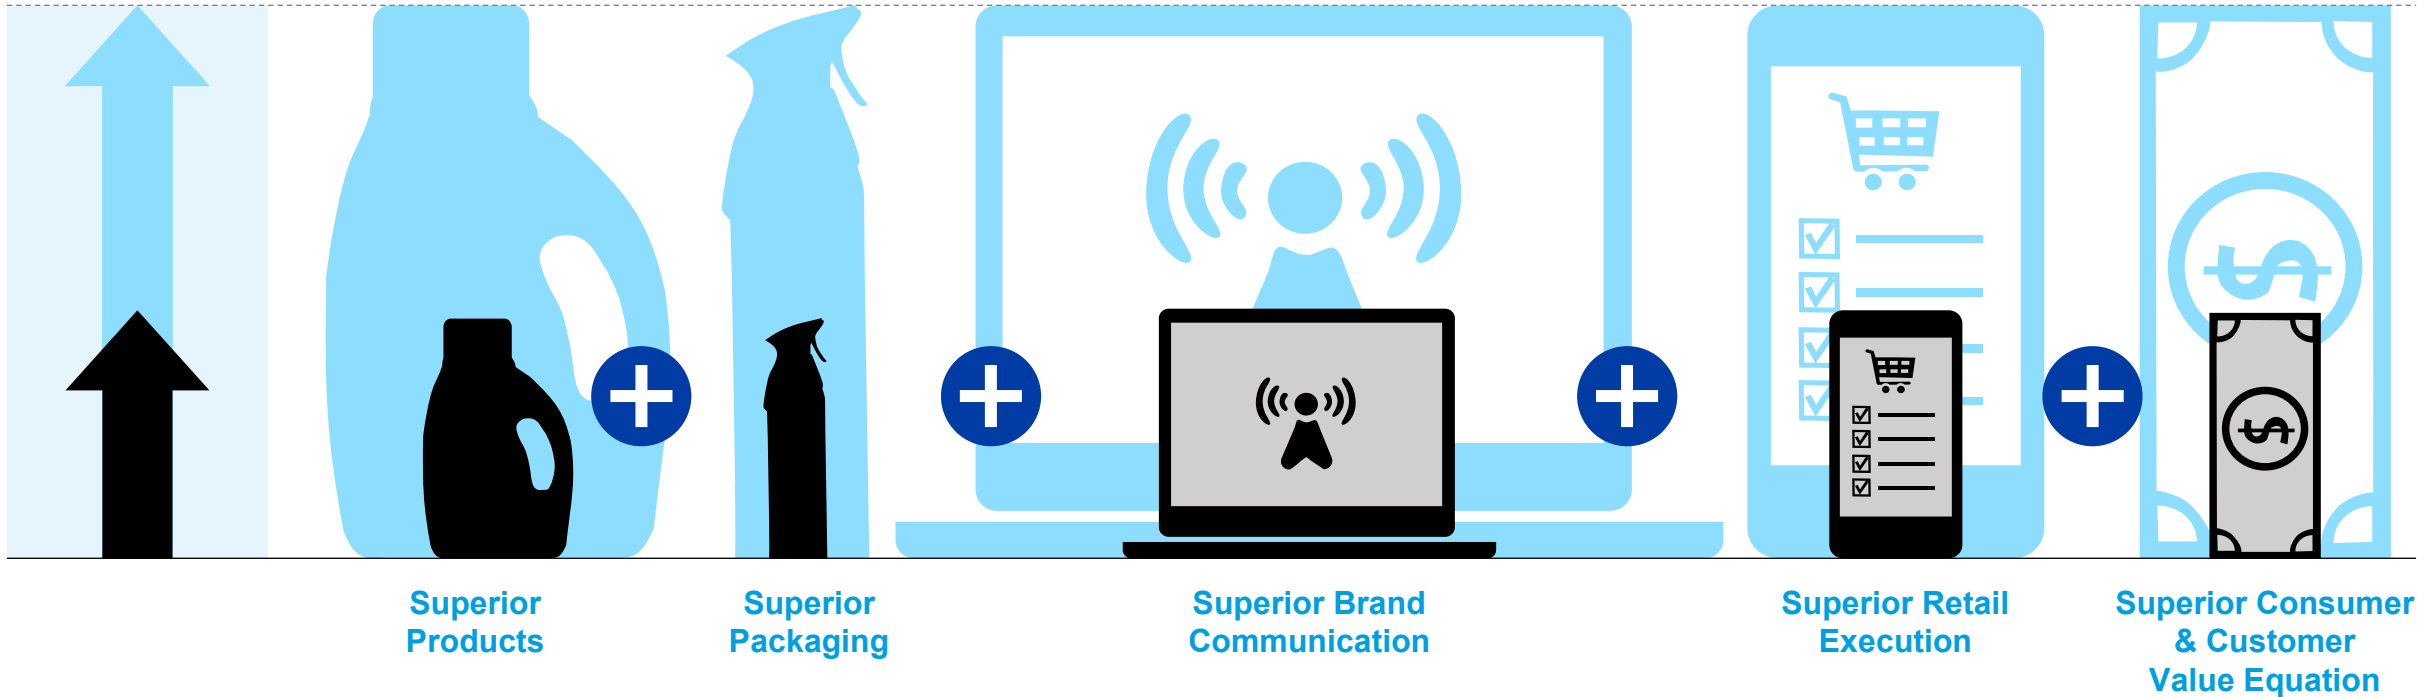 Superior
Products
Superior
Packaging
Superior Brand
Communication
Superior Retail
Execution
Superior Consumer
& Customer
Value Equation